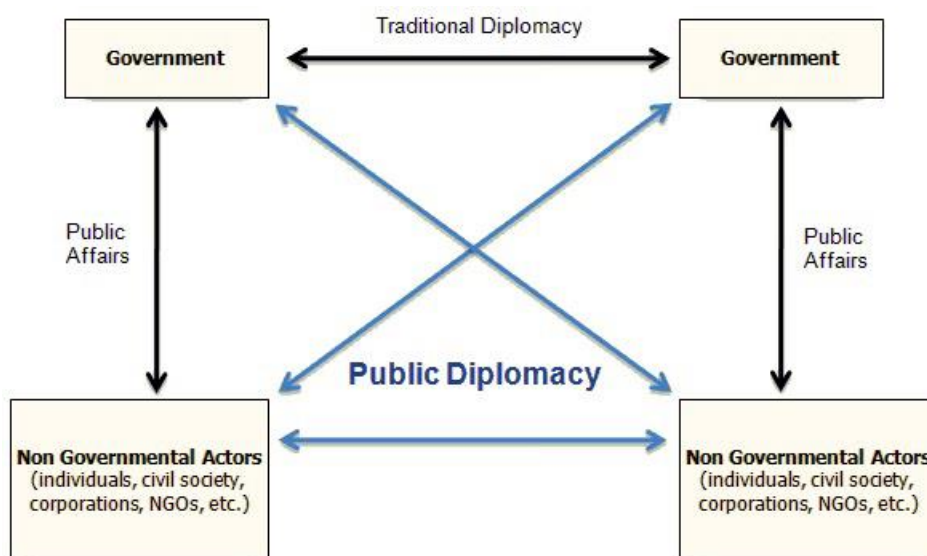 Traditional Diplomacy
Government
Government
Public
Affairs
Public
Affairs
Public Diplomacy
Non Governmental Actors
(individuals, civil society,
corporations, NGOs, etc.)
Non Governmental Actors
(individuals, civil society,
corporations, NGOs, etc.)